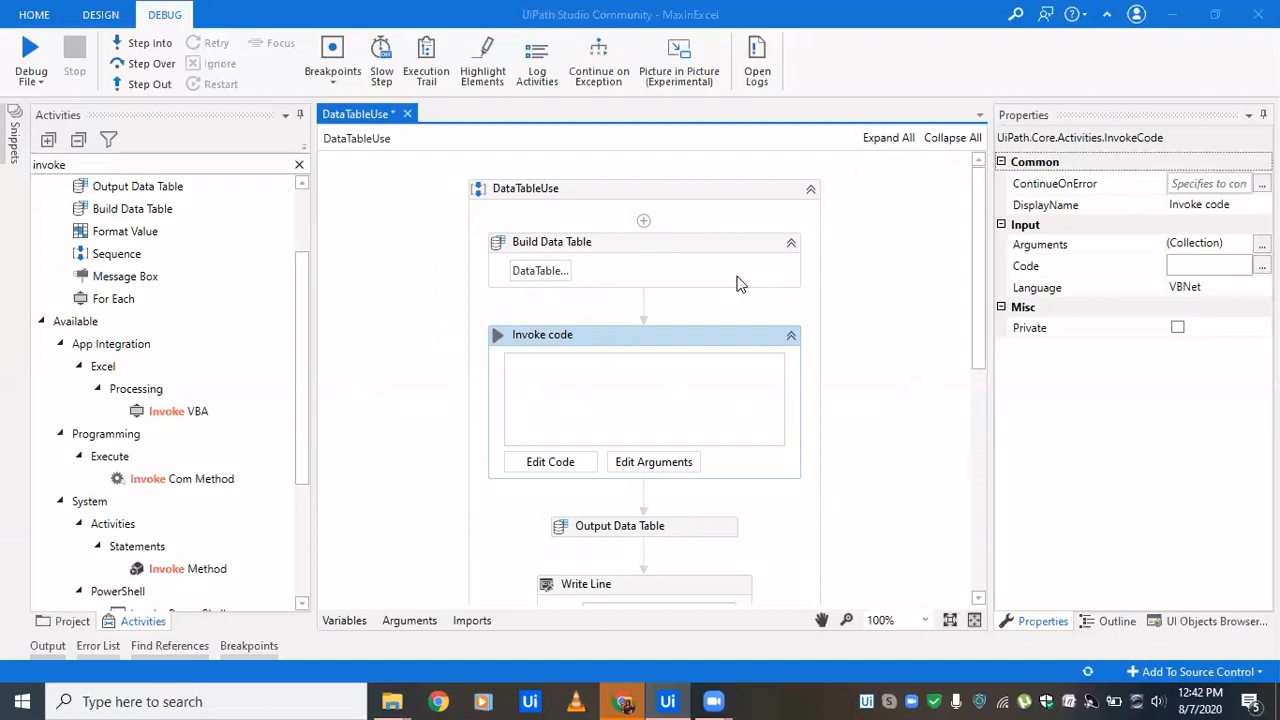 HOME DESIGN DEBUG UiPath Studio Community - MaxInExcel
Debug File Stop Step Into Step Over Step Out Retry Ignore Restart Focus Breakpoints Slow Step Execution Trail Highlight Elements Log Activities Continue on Exception Picture in Picture (Experimental) Open Logs
Snippets
Activities
invoke
Output Data Table
Build Data Table
Format Value
Sequence
Message Box
For Each
Available
App Integration
Excel
Processing
Invoke VBA
Programming
Execute
Invoke Com Method
System
Activities
Statements
Invoke Method
PowerShell
Project Activities
DataTableUse *
DataTableUse Expand All Collapse All
DataTableUse
Build Data Table
DataTable...
Invoke code
Edit Code Edit Arguments
Output Data Table
Write Line
Variables Arguments Imports 100%
Properties
UiPath.Core.Activities.InvokeCode
Common
ContinueOnError Specifies to con ...
DisplayName Invoke code
Input
Arguments (Collection) ...
Code ...
Language VBNet
Misc
Private
Properties Outline UI Objects Browser...
Output Error List Find References Breakpoints
Add To Source Control
Type here to search
12:42 PM
8/7/2020
5